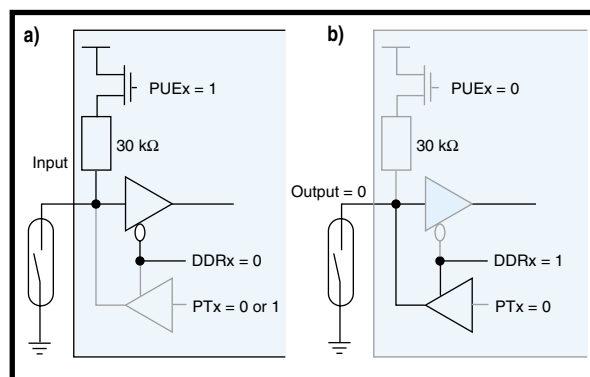 a)
PUEx = 1
30 kΩ
Input
DDRx = 0
PTx = 0 or 1
b)
PUEx = 0
30 kΩ
Output = 0
DDRx = 1
PTx = 0